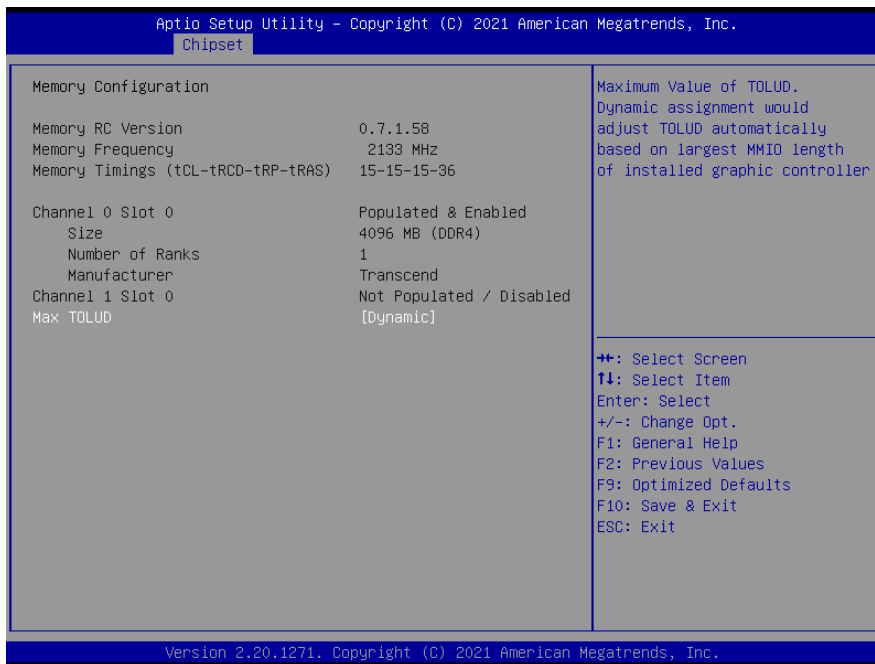 Aptio Setup Utility – Copyright (C) 2021 American Megatrends, Inc.
Chipset
Memory Configuration
Memory RC Version 0.7.1.58
Memory Frequency 2133 MHz
Memory Timings (tCL-tRCD-tRP-tRAS) 15-15-15-36
Channel 0 Slot 0 Populated & Enabled
Size 4096 MB (DDR4)
Number of Ranks 1
Manufacturer Transcend
Channel 1 Slot 0 Not Populated / Disabled
Max TOLUD [Dynamic]
Maximum Value of TOLUD.
Dynamic assignment would
adjust TOLUD automatically
based on largest MMIO length
of installed graphic controller
→←: Select Screen
↑↓: Select Item
Enter: Select
+/-: Change Opt.
F1: General Help
F2: Previous Values
F9: Optimized Defaults
F10: Save & Exit
ESC: Exit
Version 2.20.1271. Copyright (C) 2021 American Megatrends, Inc.